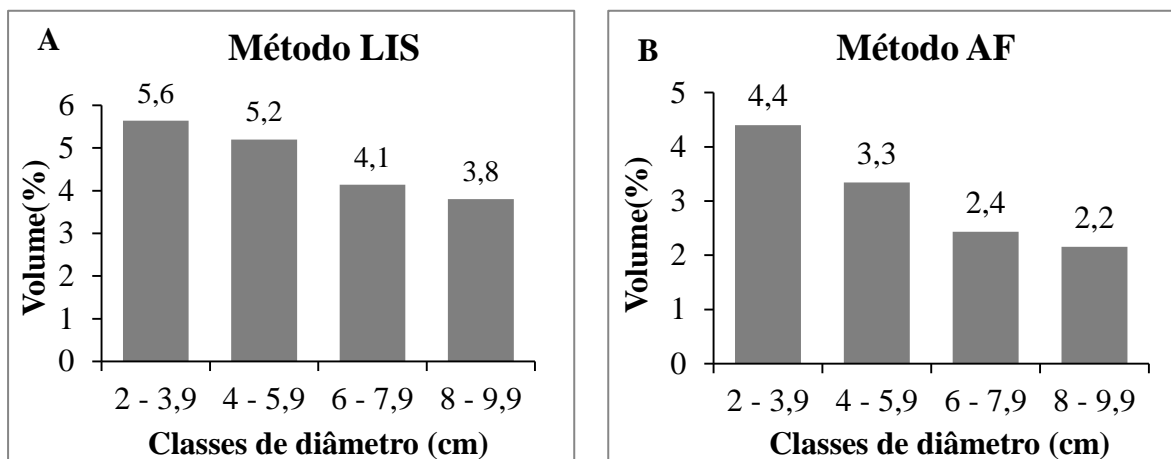 A
Método LIS
Volume(%)
6
5
4
3
2
1
0
5,6
5,2
4,1
3,8
2 - 3,9 4 - 5,9 6 - 7,9 8 - 9,9
Classes de diâmetro (cm)
B
Método AF
Volume(%)
5
4
3
2
1
0
4,4
3,3
2,4
2,2
2 - 3,9 4 - 5,9 6 - 7,9 8 - 9,9
Classes de diâmetro (cm)